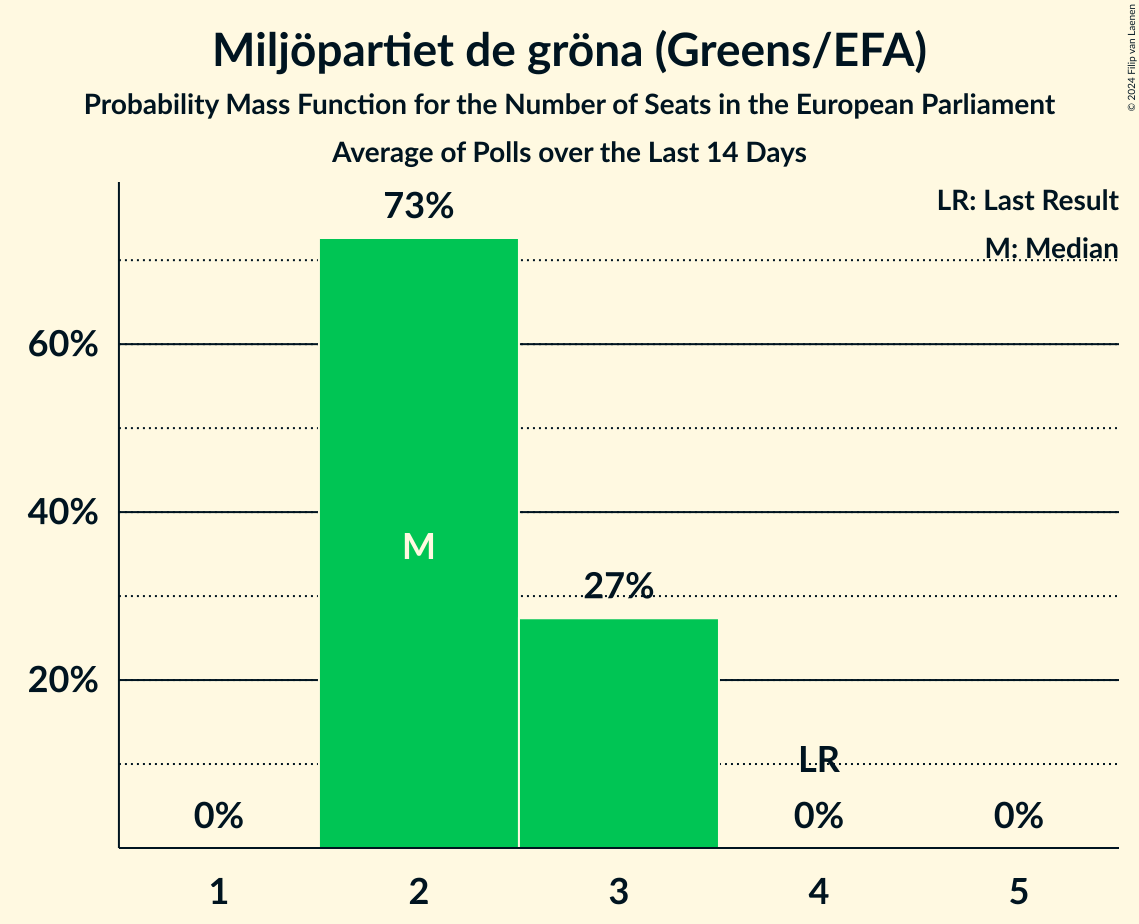 Miljöpartiet de gröna (Greens/EFA)
Probability Mass Function for the Number of Seats in the European Parliament
Average of Polls over the Last 14 Days
© 2024 Filip van Laenen
LR: Last Result
M: Median
73%
60%
40%
M
27%
20%
LR
0%
0%
0%
1
2
3
4
5